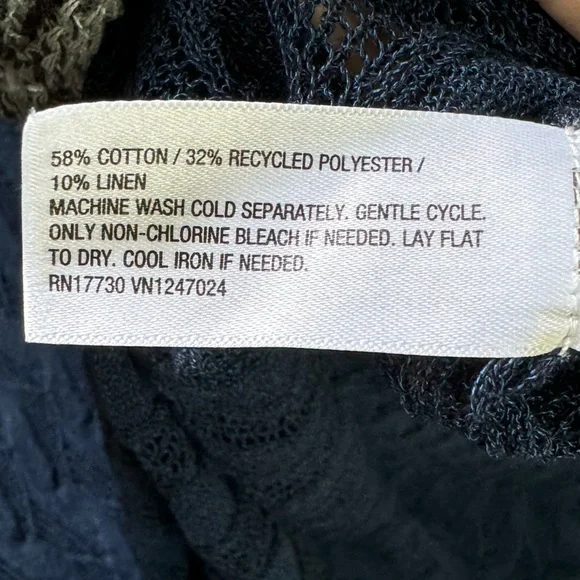 58% COTTON / 32% RECYCLED POLYESTER /
10% LINEN
MACHINE WASH COLD SEPARATELY. GENTLE CYCLE.
ONLY NON-CHLORINE BLEACH IF NEEDED. LAY FLAT
TO DRY. COOL IRON IF NEEDED.
RN17730 VN1247024